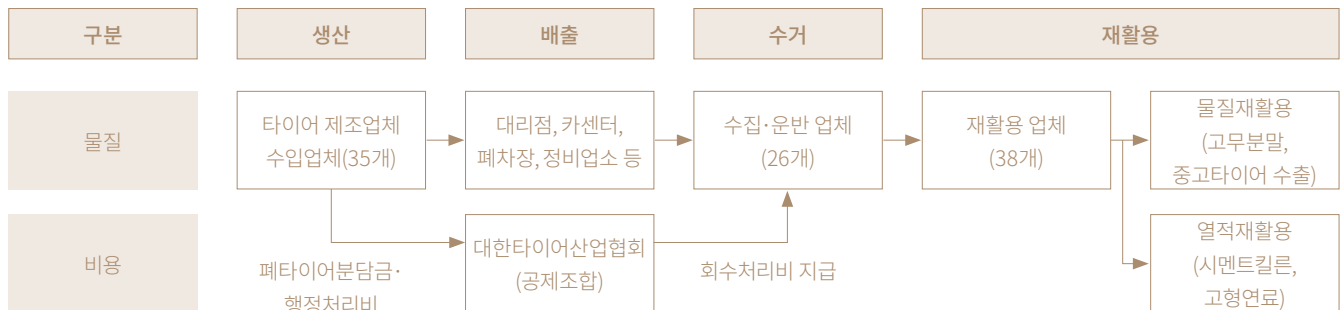 구분
생산
배출
수거
재활용
물질
타이어 제조업체
수입업체(35개)
대리점, 카센터,
폐차장, 정비업소 등
수집·운반 업체
(26개)
재활용 업체
(38개)
물질재활용
(고무분말,
중고타이어 수출)
비용
폐타이어분담금·
행정처리비
대한타이어산업협회
(공제조합)
회수처리비 지급
열적재활용
(시멘트킬른,
고형연료)